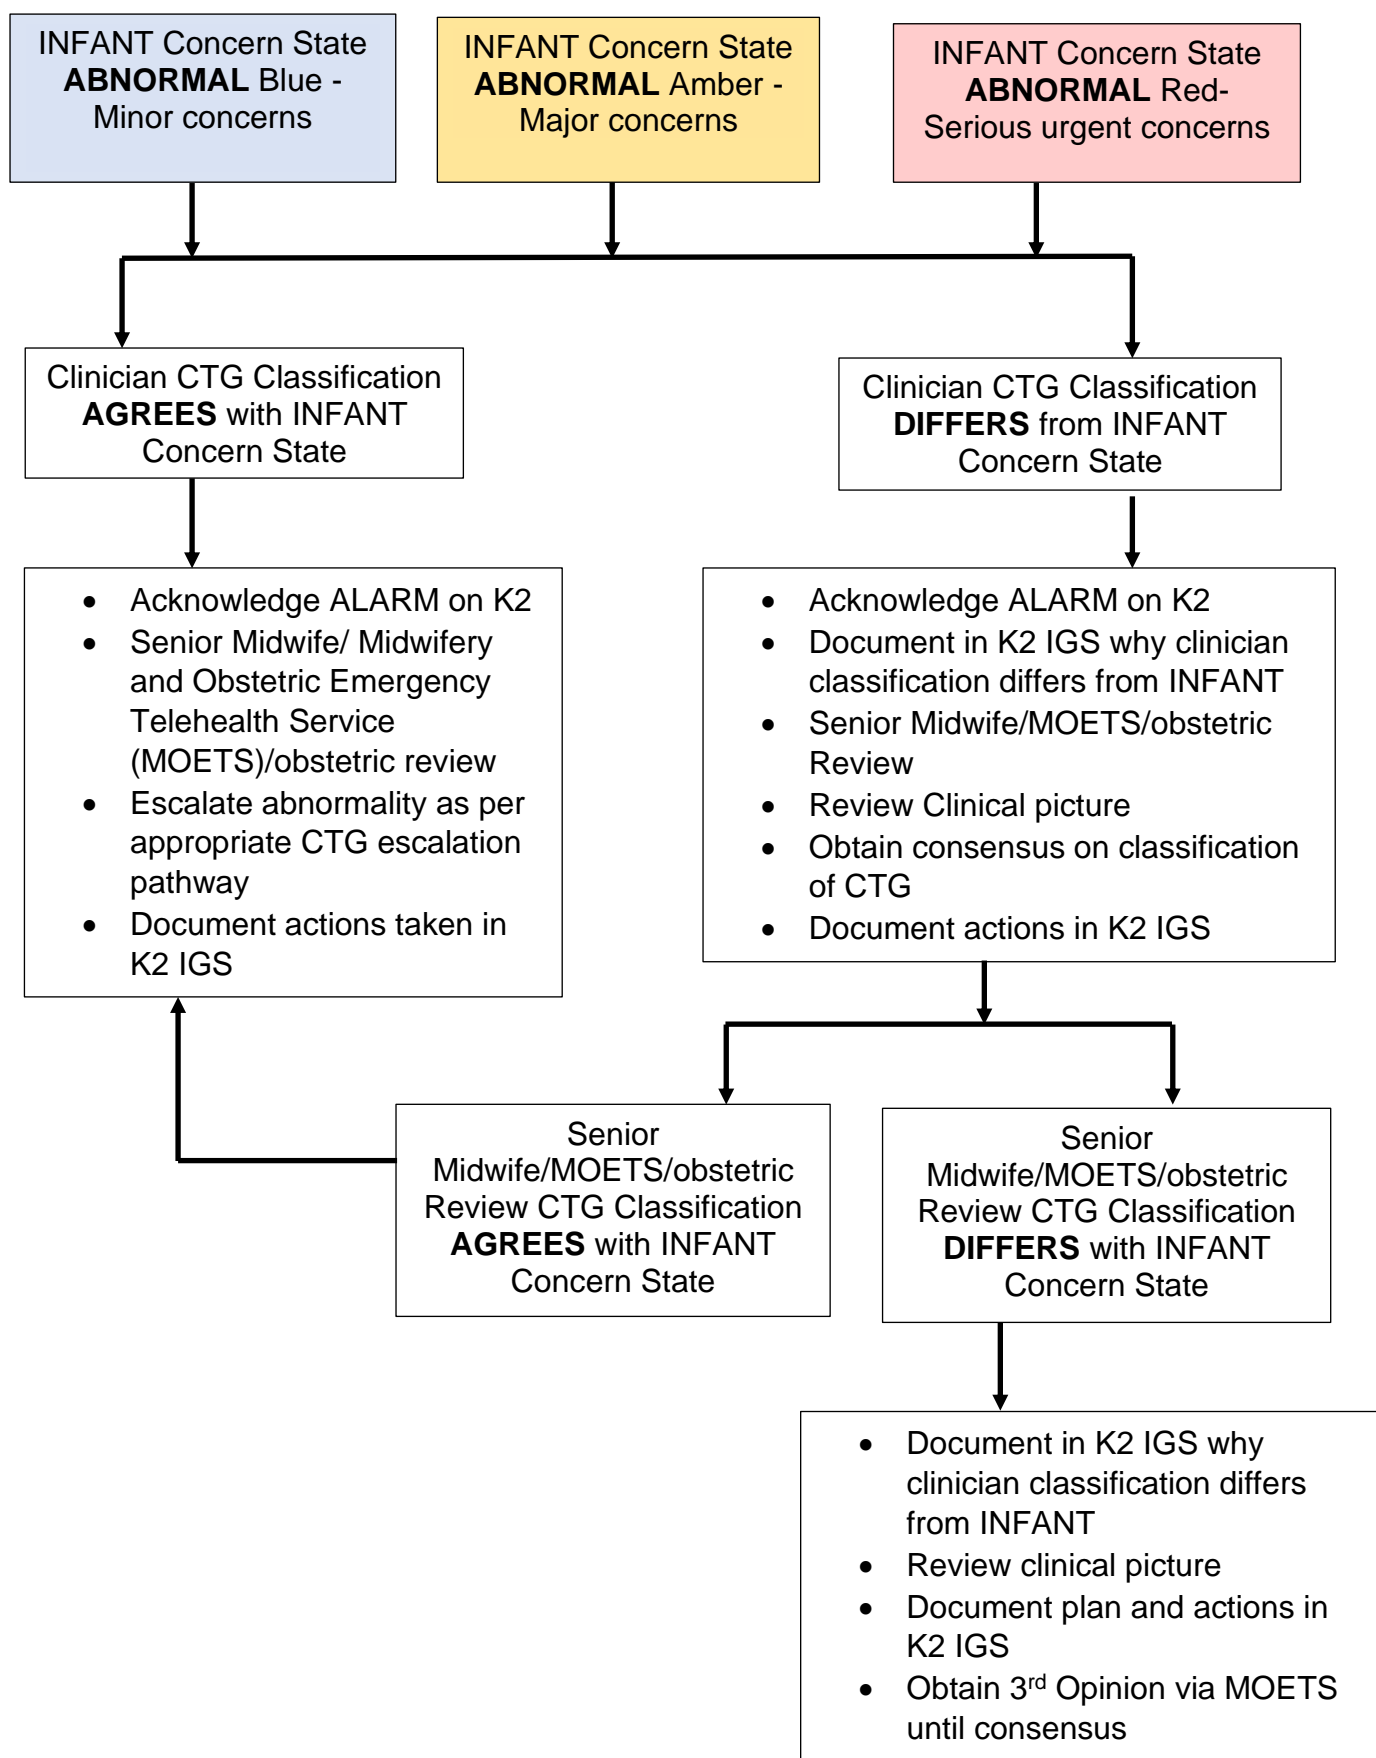 INFANT Concern State
ABNORMAL Blue -
Minor concerns
INFANT Concern State
ABNORMAL Amber -
Major concerns
INFANT Concern State
ABNORMAL Red-
Serious urgent concerns
Clinician CTG Classification
AGREES with INFANT
Concern State
Clinician CTG Classification
DIFFERS from INFANT
Concern State
• Acknowledge ALARM on K2
• Senior Midwife/ Midwifery
and Obstetric Emergency
Telehealth Service
(MOETS)/obstetric review
• Escalate abnormality as per
appropriate CTG escalation
pathway
• Document actions taken in
K2 IGS
• Acknowledge ALARM on K2
• Document in K2 IGS why clinician
classification differs from INFANT
• Senior Midwife/MOETS/obstetric
Review
• Review Clinical picture
• Obtain consensus on classification
of CTG
• Document actions in K2 IGS
Senior
Midwife/MOETS/obstetric
Review CTG Classification
AGREES with INFANT
Concern State
Senior
Midwife/MOETS/obstetric
Review CTG Classification
DIFFERS with INFANT
Concern State
• Document in K2 IGS why
clinician classification differs
from INFANT
• Review clinical picture
• Document plan and actions in
K2 IGS
• Obtain 3rd Opinion via MOETS
until consensus